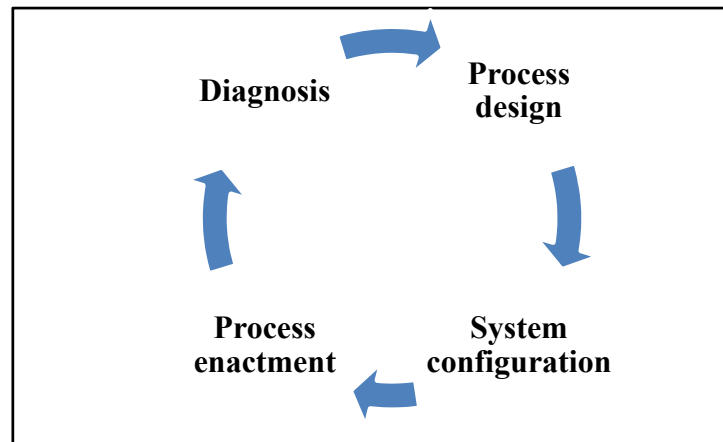 Diagnosis
Process
design
System
configuration
Process
enactment